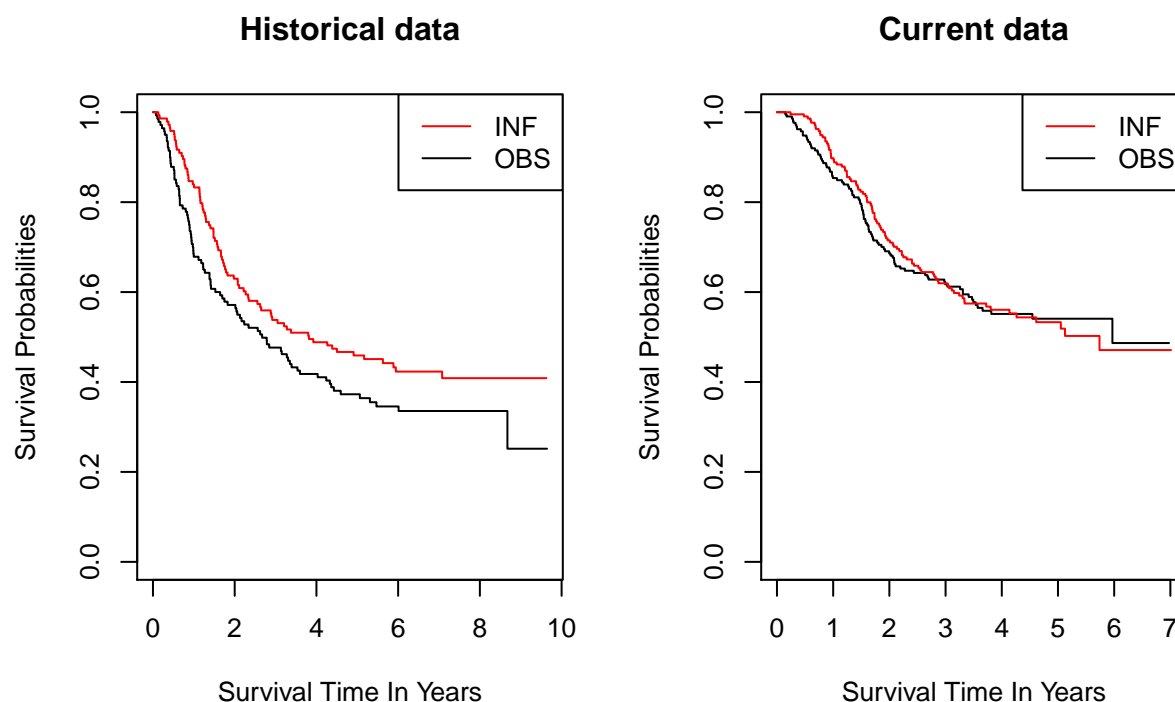 Historical data
INF
OBS
1.0
0.8
0.6
0.4
0.2
0.0
Survival Probabilities
0 2 4 6 8 10
Survival Time In Years
Current data
INF
OBS
1.0
0.8
0.6
0.4
0.2
0.0
Survival Probabilities
0 1 2 3 4 5 6 7
Survival Time In Years